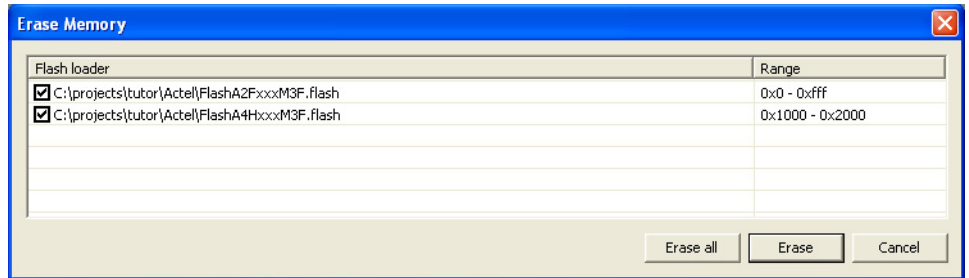 Erase Memory
Flash loader Range
C:\projects\tutor\Actel\FlashA2FxxxM3F.flash 0x0 - 0xfff
C:\projects\tutor\Actel\FlashA4HxxxM3F.flash 0x1000 - 0x2000
Erase all Erase Cancel